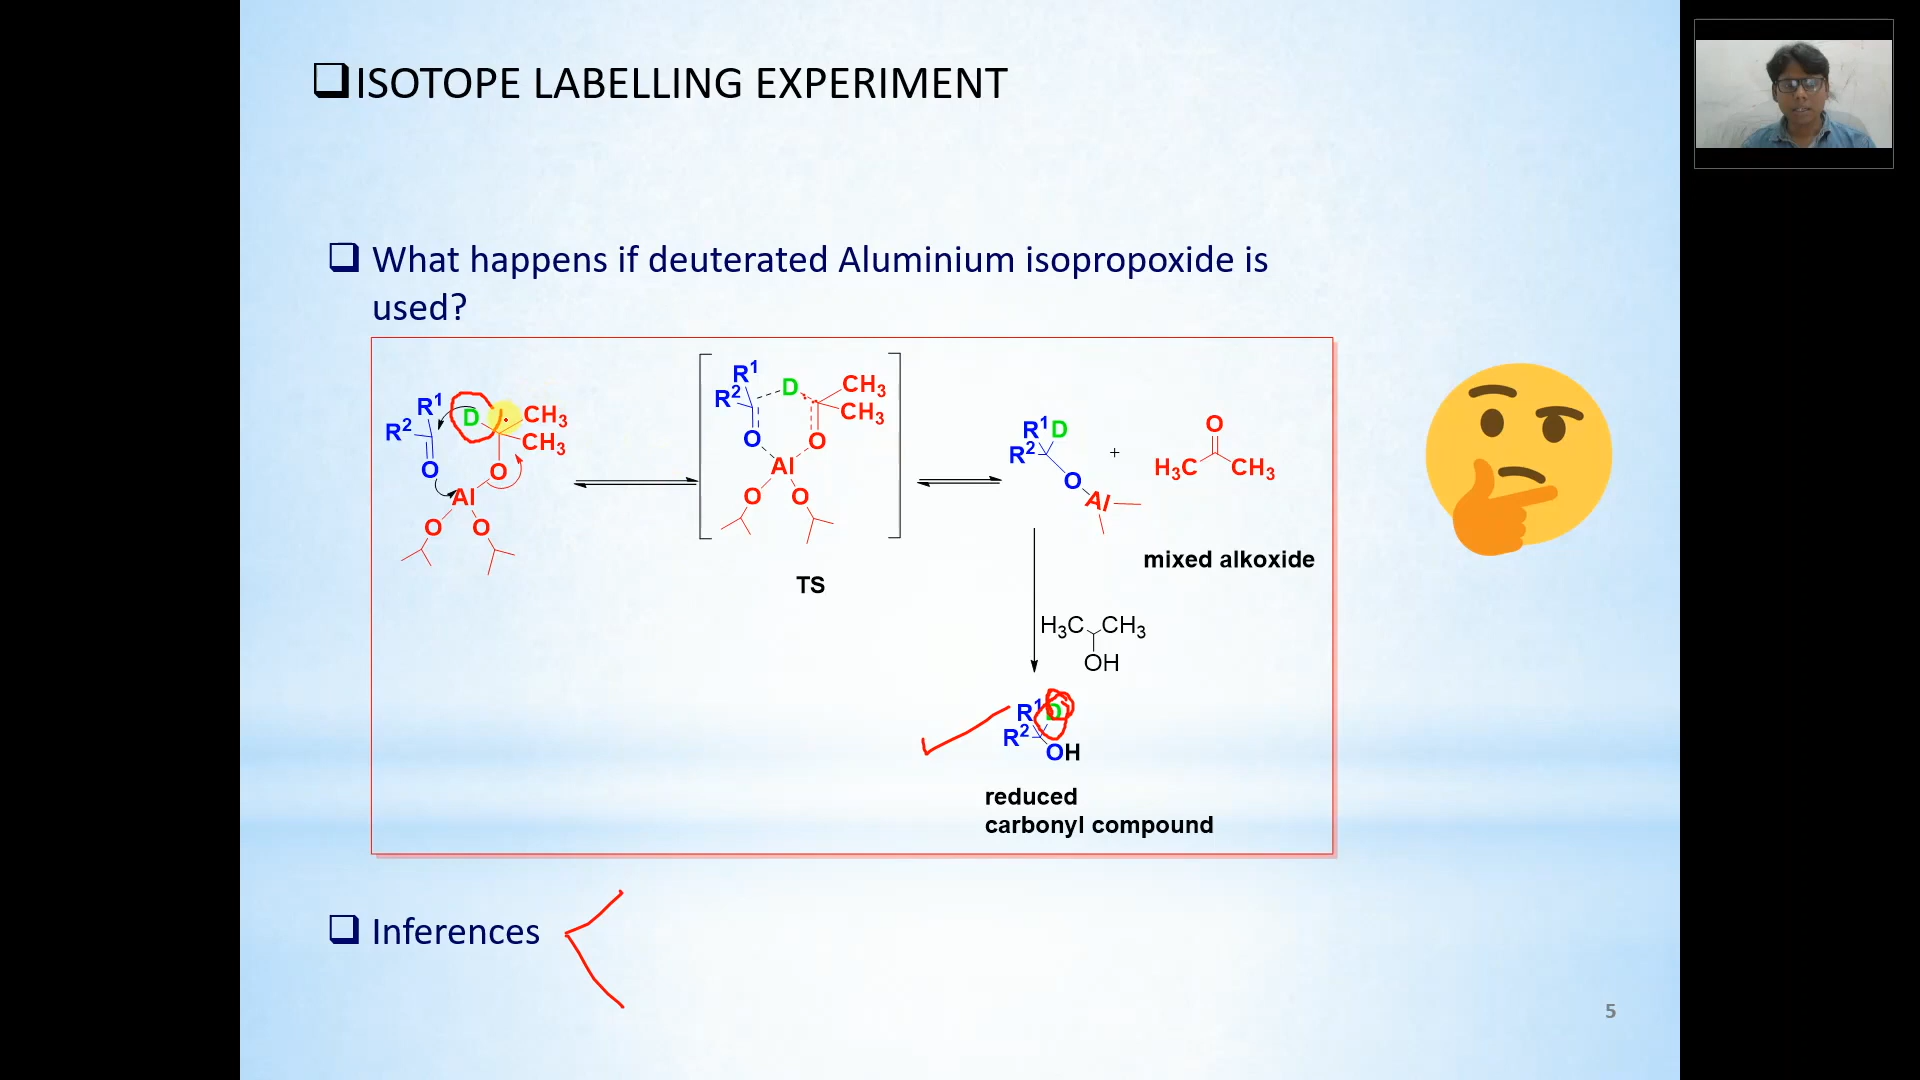 ISOTOPE LABELLING EXPERIMENT
What happens if deuterated Aluminium isopropoxide is
used?
R1 D CH3
R2 CH3
O O
Al
O O
R1 D CH3
R2 CH3
O O
Al
O O
TS
R1 D
R2
O
Al
+
O
H3C CH3
mixed alkoxide
H3C CH3
OH
R1 D
R2
OH
reduced
carbonyl compound
Inferences
5